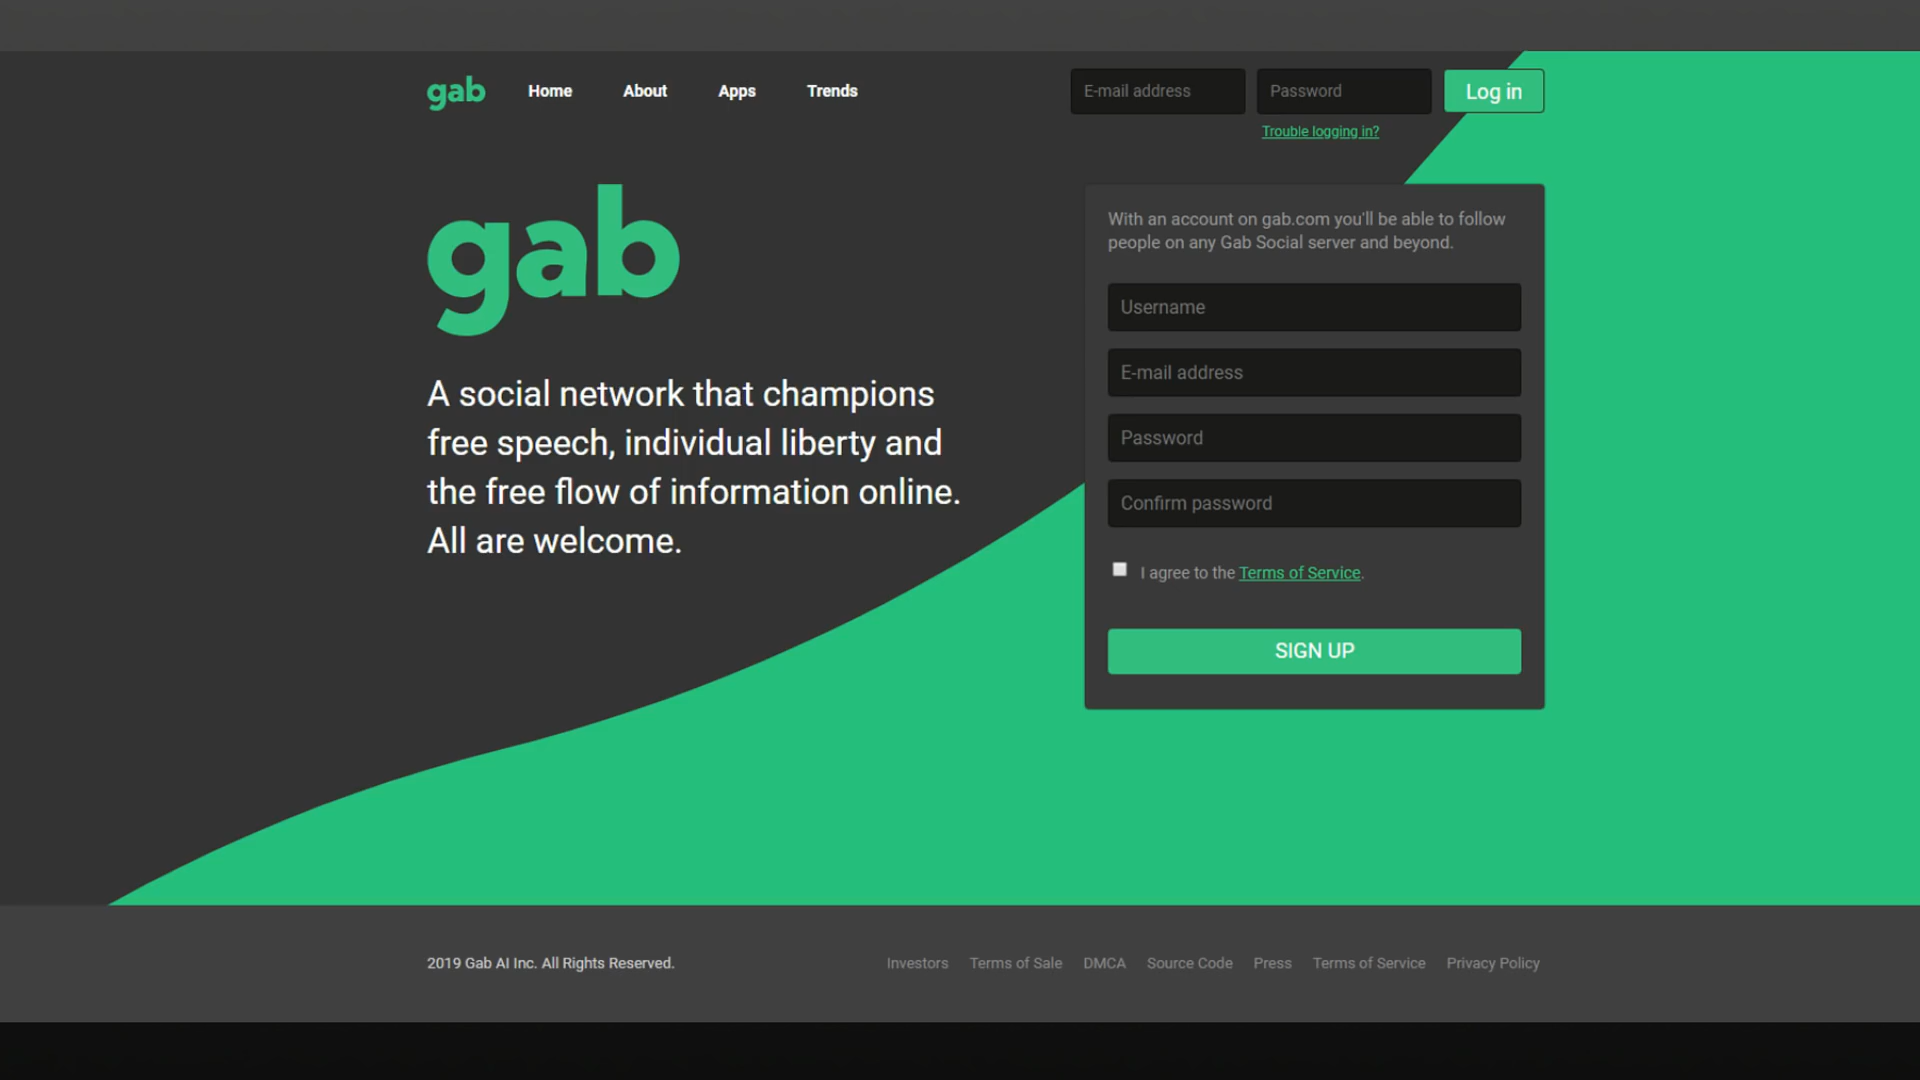 gab Home About Apps Trends E-mail address Password Log in
Trouble logging in?
gab
A social network that champions
free speech, individual liberty and
the free flow of information online.
All are welcome.
With an account on gab.com you'll be able to follow
people on any Gab Social server and beyond.
Username
E-mail address
Password
Confirm password
I agree to the Terms of Service.
SIGN UP
2019 Gab AI Inc. All Rights Reserved. Investors Terms of Sale DMCA Source Code Press Terms of Service Privacy Policy